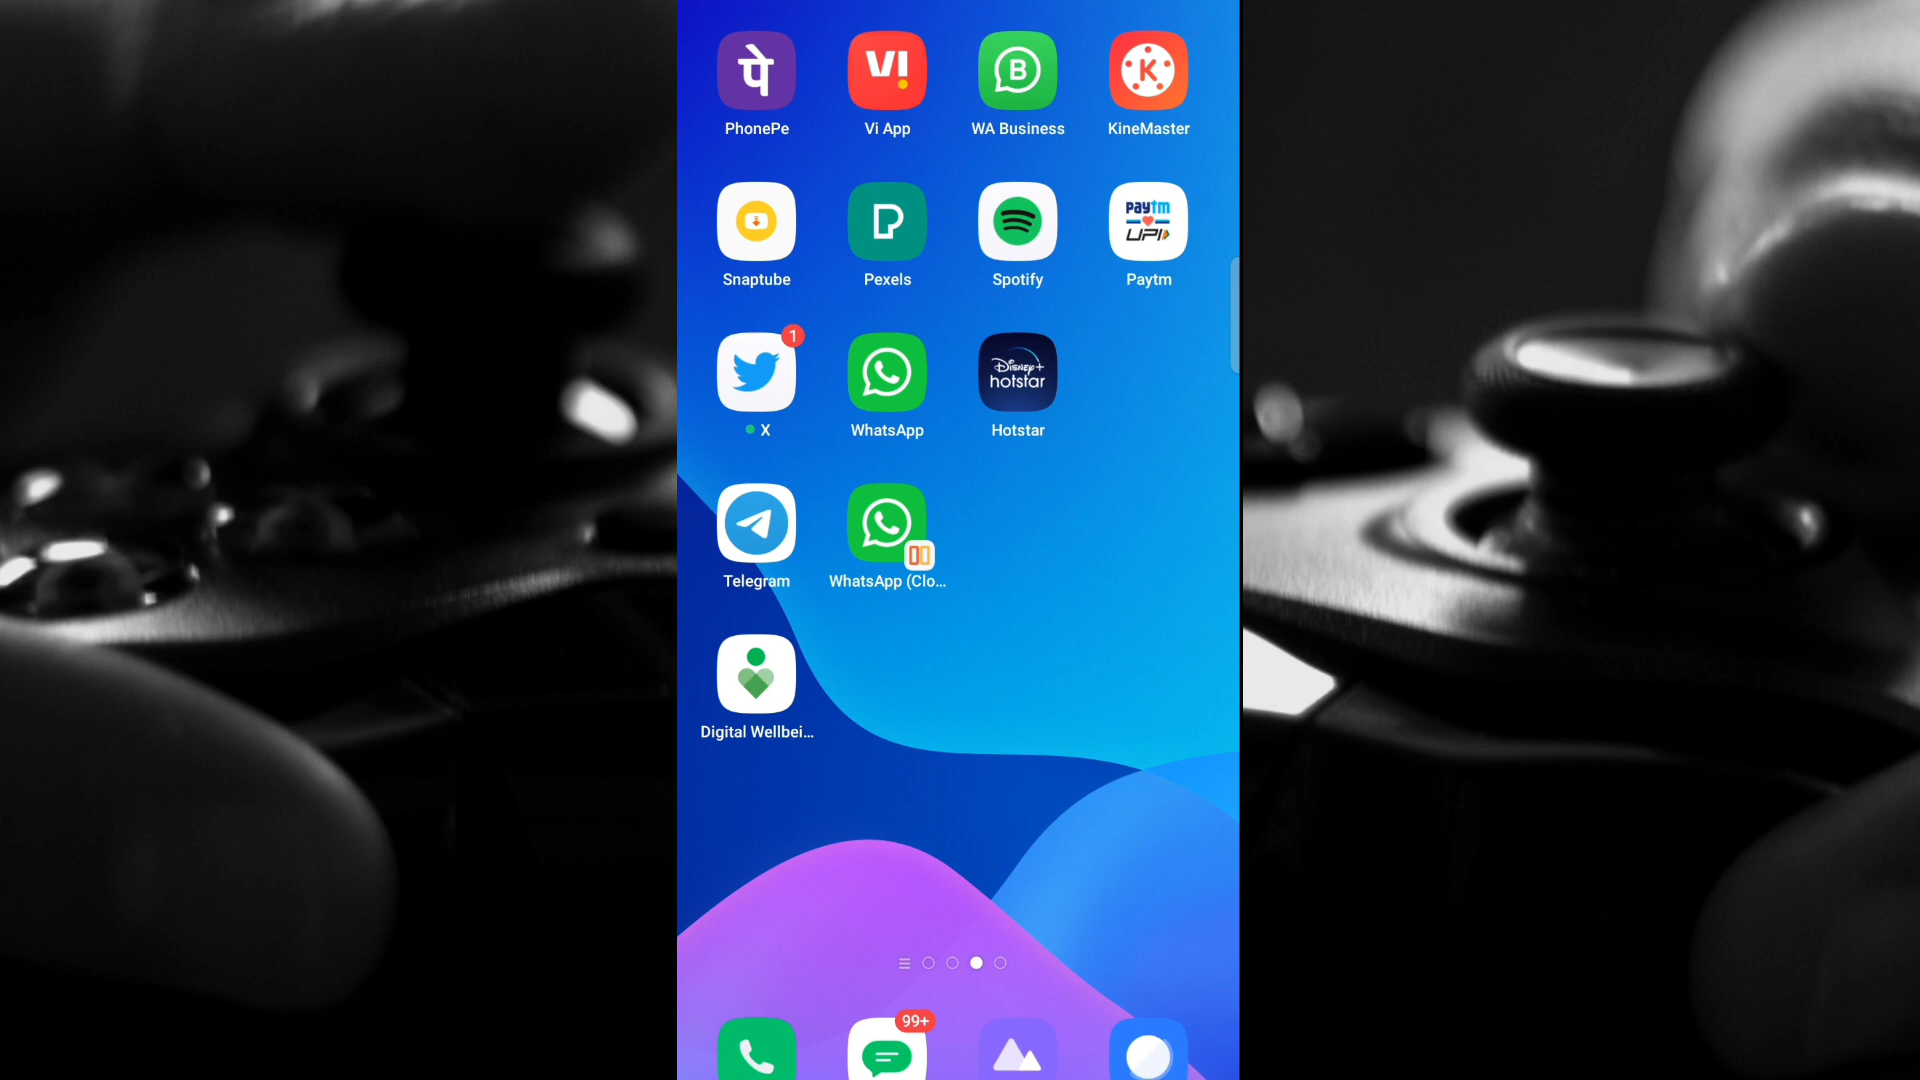 पे
VI
B
K
PhonePe
Vi App
WA Business
KineMaster
paytm
UPI
Snaptube
Pexels
Spotify
Paytm
1
Disney+
hotstar
X
WhatsApp
Hotstar
Telegram
WhatsApp (Clo...
Digital Wellbei...
99+